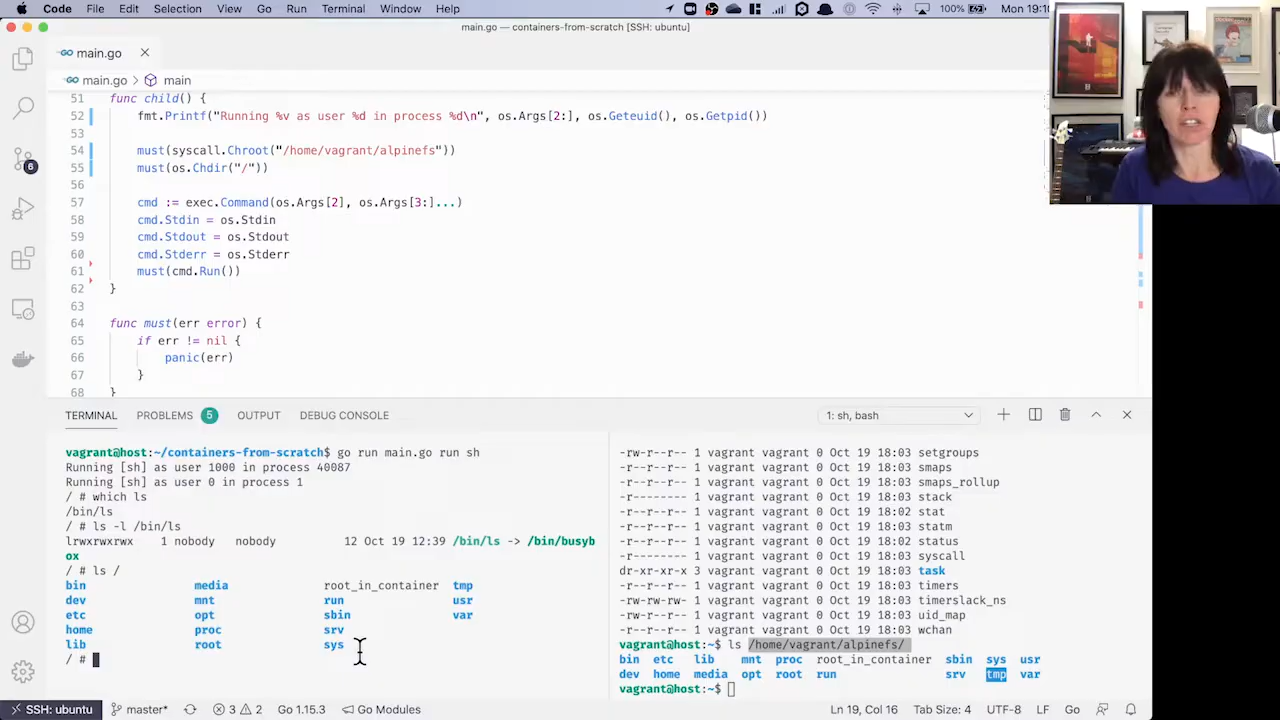 Code File Edit Selection View Go Run Terminal Window Help 100% Mon 19:10
main.go — containers-from-scratch [SSH: ubuntu]
main.go
main.go > main
51 func child() {
52 fmt.Printf("Running %v as user %d in process %d\n", os.Args[2:], os.Geteuid(), os.Getpid())
53
54 must(syscall.Chroot("/home/vagrant/alpinefs"))
55 must(os.Chdir("/"))
56
57 cmd := exec.Command(os.Args[2], os.Args[3:]...)
58 cmd.Stdin = os.Stdin
59 cmd.Stdout = os.Stdout
60 cmd.Stderr = os.Stderr
61 must(cmd.Run())
62 }
63
64 func must(err error) {
65 if err != nil {
66 panic(err)
67 }
68 }
6
TERMINAL PROBLEMS 5 OUTPUT DEBUG CONSOLE 1: sh, bash
vagrant@host:~/containers-from-scratch$ go run main.go run sh
Running [sh] as user 1000 in process 40087
Running [sh] as user 0 in process 1
/ # which ls
/bin/ls
/ # ls -l /bin/ls
lrwxrwxrwx 1 nobody nobody 12 Oct 19 12:39 /bin/ls -> /bin/busyb
ox
/ # ls /
bin media root_in_container tmp
dev mnt run usr
etc opt sbin var
home proc srv
lib root sys
/ #
-rw-r--r-- 1 vagrant vagrant 0 Oct 19 18:03 setgroups
-r--r--r-- 1 vagrant vagrant 0 Oct 19 18:03 smaps
-r--r--r-- 1 vagrant vagrant 0 Oct 19 18:03 smaps_rollup
-r-------- 1 vagrant vagrant 0 Oct 19 18:03 stack
-r--r--r-- 1 vagrant vagrant 0 Oct 19 18:02 stat
-r--r--r-- 1 vagrant vagrant 0 Oct 19 18:03 statm
-r--r--r-- 1 vagrant vagrant 0 Oct 19 18:02 status
-r-------- 1 vagrant vagrant 0 Oct 19 18:03 syscall
dr-xr-xr-x 3 vagrant vagrant 0 Oct 19 18:03 task
-r--r--r-- 1 vagrant vagrant 0 Oct 19 18:03 timers
-rw-rw-rw- 1 vagrant vagrant 0 Oct 19 18:03 timerslack_ns
-rw-r--r-- 1 vagrant vagrant 0 Oct 19 18:03 uid_map
-r--r--r-- 1 vagrant vagrant 0 Oct 19 18:03 wchan
vagrant@host:~$ ls /home/vagrant/alpinefs/
bin etc lib mnt proc root_in_container sbin sys usr
dev home media opt root run srv tmp var
vagrant@host:~$
SSH: ubuntu master* 3 2 Go 1.15.3 Go Modules Ln 19, Col 16 Tab Size: 4 UTF-8 LF Go